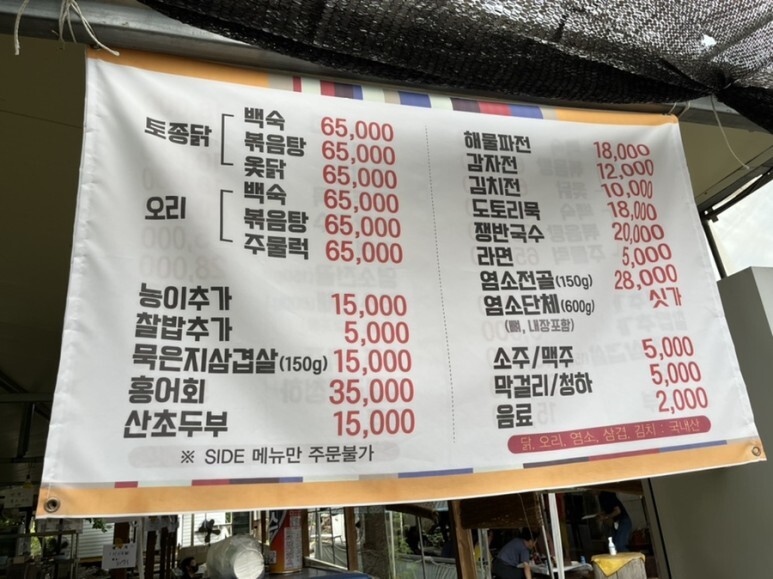 토종닭
백숙 65,000
볶음탕 65,000
옻닭 65,000
오리
백숙 65,000
볶음탕 65,000
주물럭 65,000
능이추가 15,000
찰밥추가 5,000
묵은지삼겹살(150g) 15,000
홍어회 35,000
산초두부 15,000
※ SIDE 메뉴만 주문불가
해물파전 18,000
감자전 12,000
김치전 10,000
도토리묵 18,000
쟁반국수 20,000
라면 5,000
염소전골(150g) 28,000
염소단체(600g) 싯가
(뼈, 내장포함)
소주/맥주 5,000
막걸리/청하 5,000
음료 2,000
닭, 오리, 염소, 삼겹, 김치 : 국내산